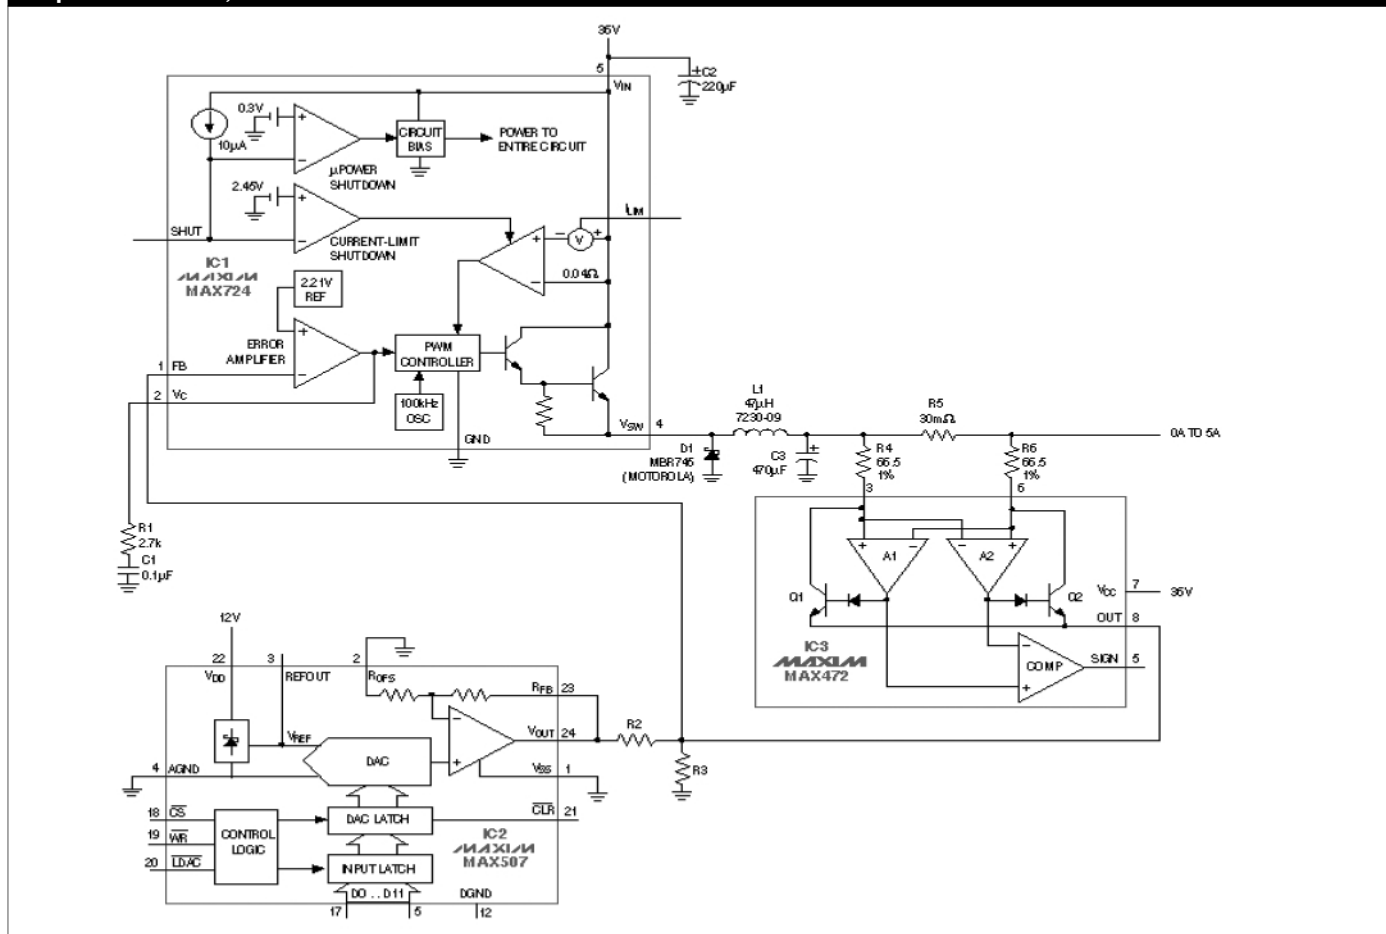 35V
5
VIN
+C2
220µF
0.3V
+
10µA
−
CIRCUIT
BIAS
POWER TO
ENTIRE CIRCUIT
µPOWER
SHUTDOWN
2.45V
+
−
CURRENT-LIMIT
SHUTDOWN
SHUT
ILIM
+
−
V
+
0.04Ω
−
IC1
MAXIM
MAX724
2.21V
REF
+
−
ERROR
AMPLIFIER
PWM
CONTROLLER
100kHz
OSC
1
FB
2
VC
GND
VSW
4
L1
47µH
7230-09
R5
30mΩ
0A TO 5A
D1
MBR745
(MOTOROLA)
C3
470µF
+
R4
66.5
1%
3
R6
66.5
1%
6
+
−
A1
−
+
A2
Q1
Q2
VCC
7
35V
OUT
8
IC3
MAXIM
MAX472
−
COMP
+
SIGN
5
R1
2.7k
C1
0.1µF
12V
22
VDD
3
REFOUT
2
ROFS
RFB
23
−
+
VOUT
24
R2
R3
VREF
DAC
VSS
1
4
AGND
18
CS
19
WR
20
LDAC
CONTROL
LOGIC
DAC LATCH
CLR
21
INPUT LATCH
IC2
MAXIM
MAX507
D0 . . D11
17
5
DGND
12